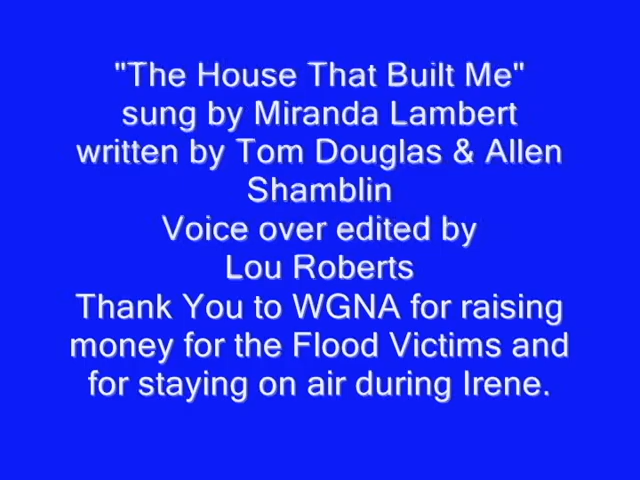 "The House That Built Me"
sung by Miranda Lambert
written by Tom Douglas & Allen
Shamblin
Voice over edited by
Lou Roberts
Thank You to WGNA for raising
money for the Flood Victims and
for staying on air during Irene.